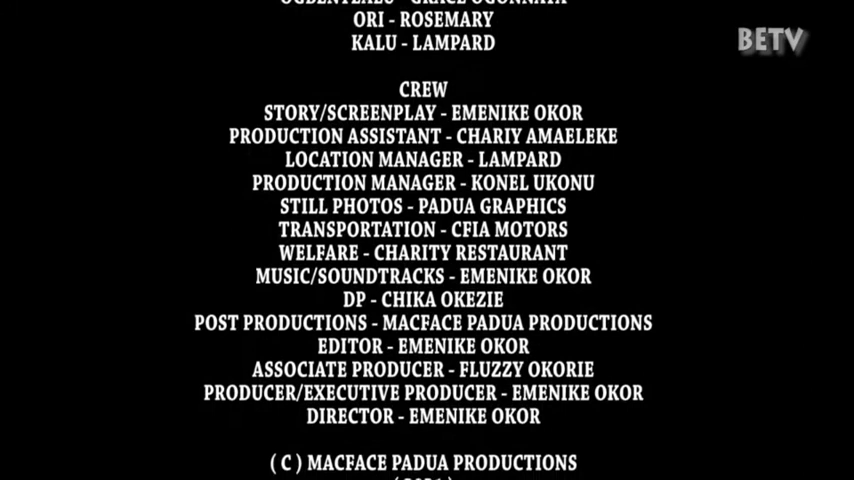 ORI - ROSEMARY
KALU - LAMPARD
BETV
CREW
STORY/SCREENPLAY - EMENIKE OKOR
PRODUCTION ASSISTANT - CHARIY AMAELEKE
LOCATION MANAGER - LAMPARD
PRODUCTION MANAGER - KONEL UKONU
STILL PHOTOS - PADUA GRAPHICS
TRANSPORTATION - CFIA MOTORS
WELFARE - CHARITY RESTAURANT
MUSIC/SOUNDTRACKS - EMENIKE OKOR
DP - CHIKA OKEZIE
POST PRODUCTIONS - MACFACE PADUA PRODUCTIONS
EDITOR - EMENIKE OKOR
ASSOCIATE PRODUCER - FLUZZY OKORIE
PRODUCER/EXECUTIVE PRODUCER - EMENIKE OKOR
DIRECTOR - EMENIKE OKOR
( C ) MACFACE PADUA PRODUCTIONS